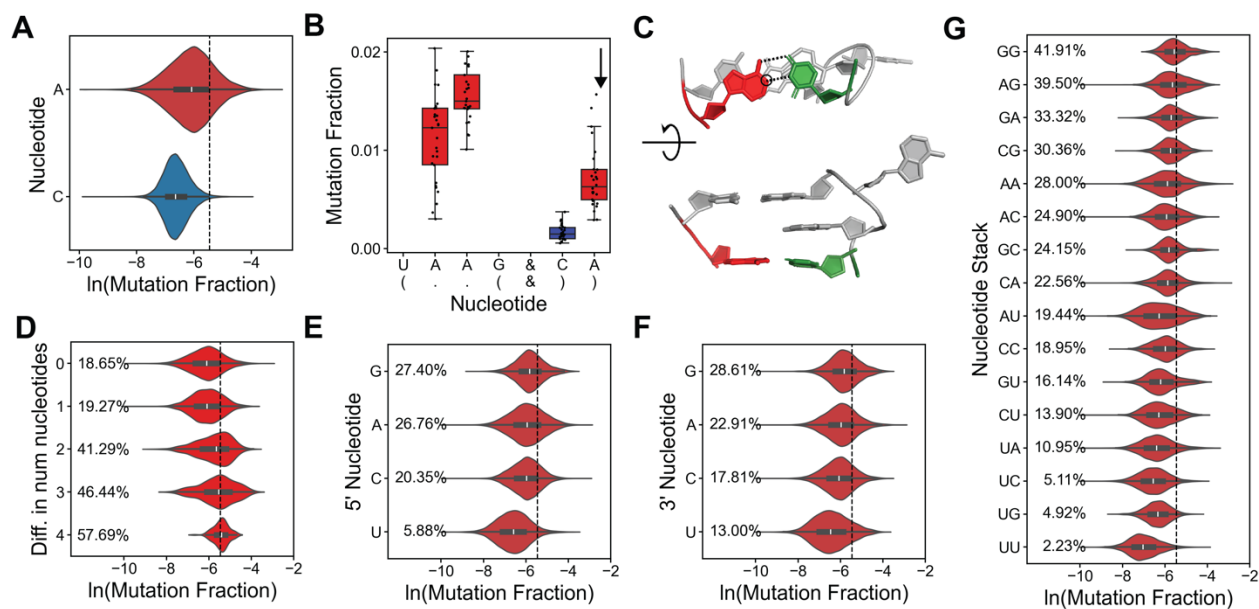 A
Nucleotide
A
C
−10 −8 −6 −4 −2
ln(Mutation Fraction)
B
Mutation Fraction
0.02
0.01
0.00
U A A G & C A
( . . ( & ) )
Nucleotide
C
D
Diff. in num nucleotides
0 18.65%
1 19.27%
2 41.29%
3 46.44%
4 57.69%
−10 −8 −6 −4 −2
ln(Mutation Fraction)
E
5' Nucleotide
G 27.40%
A 26.76%
C 20.35%
U 5.88%
−10 −8 −6 −4 −2
ln(Mutation Fraction)
F
3' Nucleotide
G 28.61%
A 22.91%
C 17.81%
U 13.00%
−10 −8 −6 −4 −2
ln(Mutation Fraction)
G
Nucleotide Stack
GG 41.91%
AG 39.50%
GA 33.32%
CG 30.36%
AA 28.00%
AC 24.90%
GC 24.15%
CA 22.56%
AU 19.44%
CC 18.95%
GU 16.14%
CU 13.90%
UA 10.95%
UC 5.11%
UG 4.92%
UU 2.23%
−10 −8 −6 −4 −2
ln(Mutation Fraction)